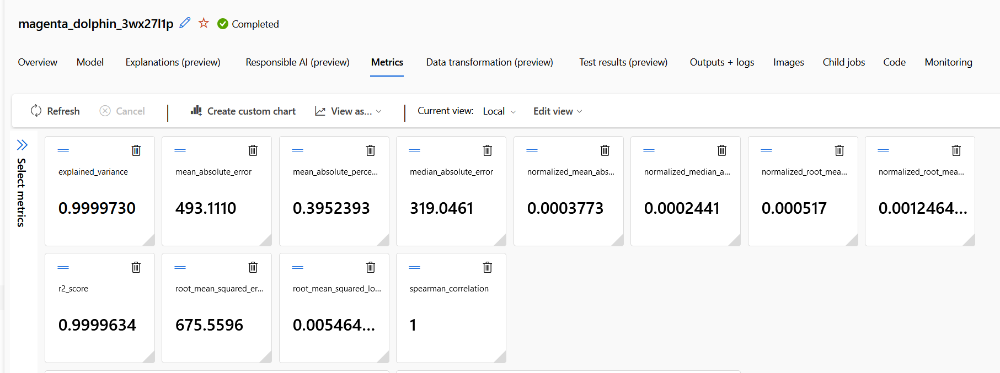 magenta_dolphin_3wx27l1p Completed
Overview Model Explanations (preview) Responsible AI (preview) Metrics Data transformation (preview) Test results (preview) Outputs + logs Images Child jobs Code Monitoring
Refresh Cancel Create custom chart View as... Current view: Local Edit view
Select metrics
explained_variance mean_absolute_error mean_absolute_perce... median_absolute_error normalized_mean_abs... normalized_median_a... normalized_root_mea... normalized_root_mea...
0.9999730 493.1110 0.3952393 319.0461 0.0003773 0.0002441 0.000517 0.0012464...
r2_score root_mean_squared_er... root_mean_squared_lo... spearman_correlation
0.9999634 675.5596 0.005464... 1